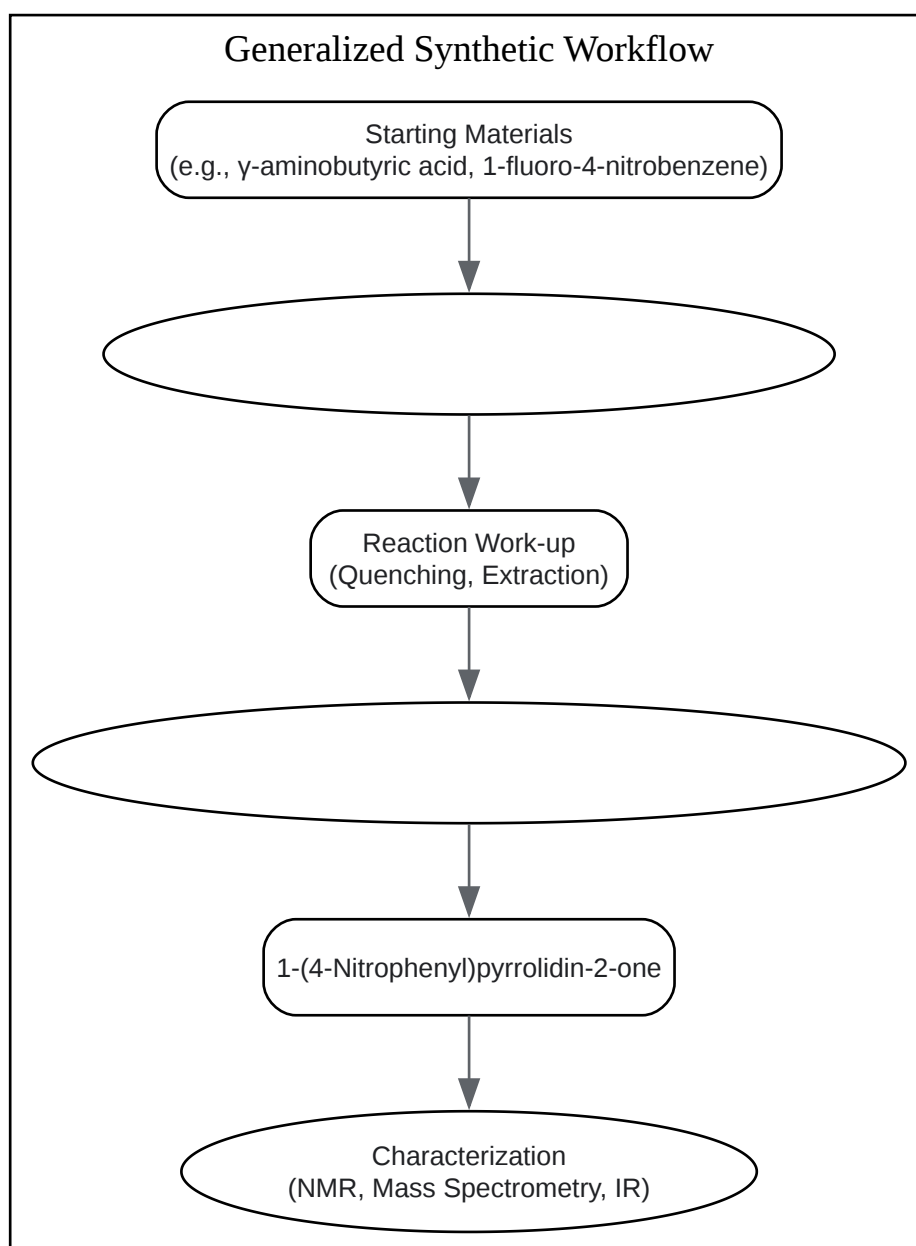 Generalized Synthetic Workflow
Starting Materials
(e.g., γ-aminobutyric acid, 1-fluoro-4-nitrobenzene)
Reaction Work-up
(Quenching, Extraction)
1-(4-Nitrophenyl)pyrrolidin-2-one
Characterization
(NMR, Mass Spectrometry, IR)